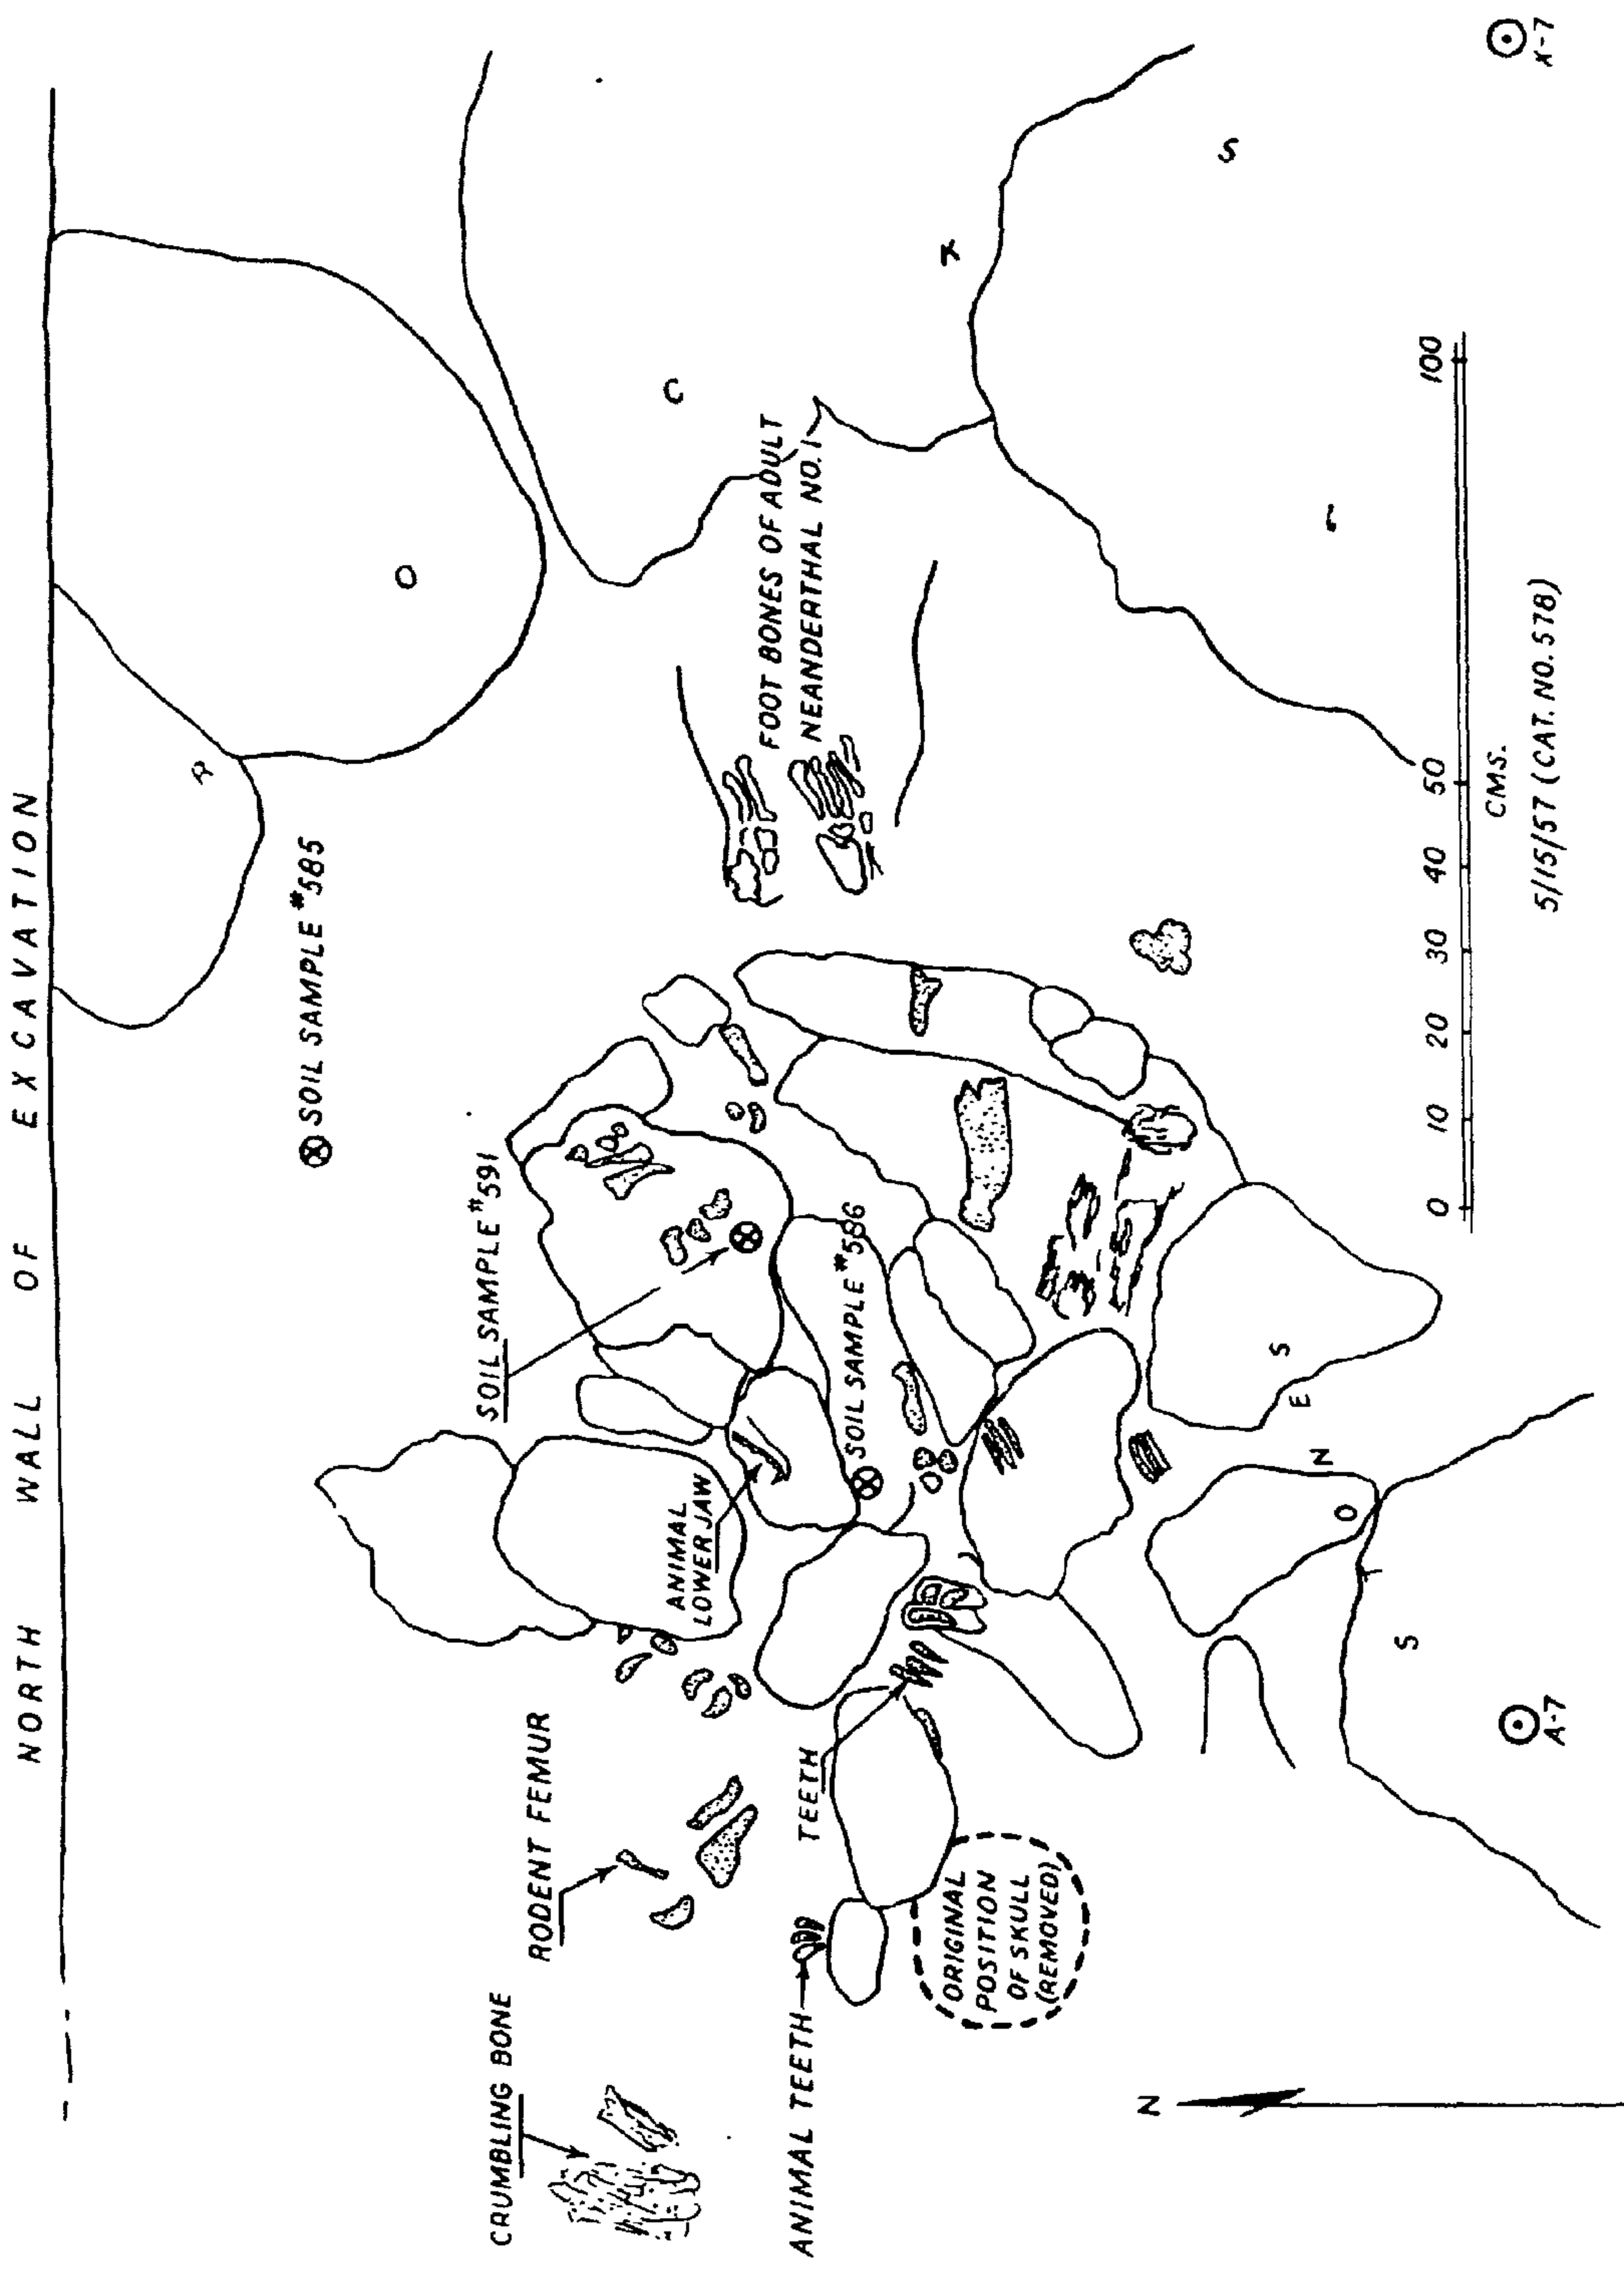 NORTH WALL OF EXCAVATION
R
O
C
K
S
⊗ SOIL SAMPLE #585
SOIL SAMPLE #591
SOIL SAMPLE #586
FOOT BONES OF ADULT
NEANDERTHAL NO. 1
CRUMBLING BONE
RODENT FEMUR
ANIMAL
LOWER JAW
TEETH
ANIMAL TEETH
ORIGINAL
POSITION
OF SKULL
(REMOVED)
S
T
O
N
E
S
L
N
A-7
X-7
0 10 20 30 40 50 100
CMS.
5/15/57 (CAT. NO. 578)